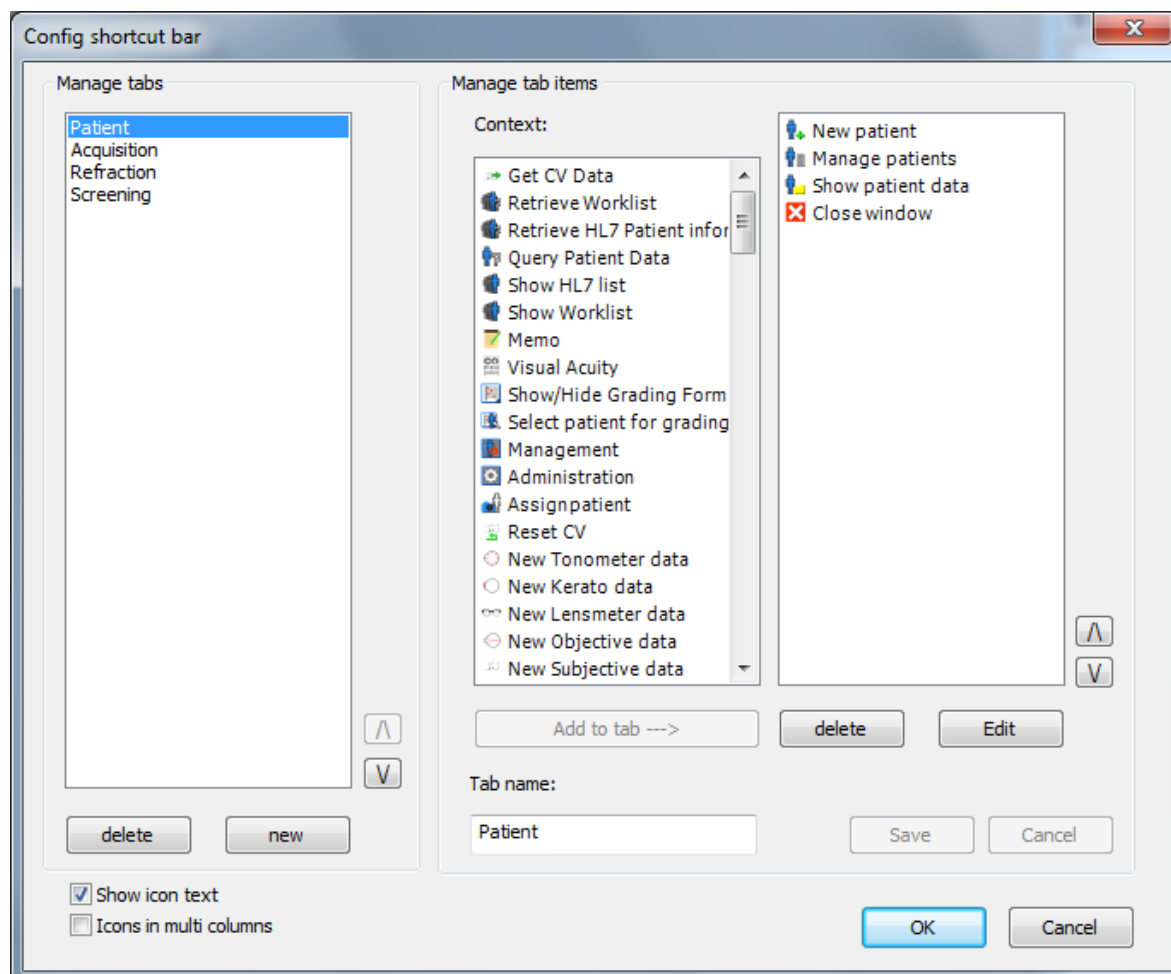 Config shortcut bar
Manage tabs
Patient
Acquisition
Refraction
Screening
/\
\/
delete
new
Manage tab items
Context:
Get CV Data
Retrieve Worklist
Retrieve HL7 Patient infor
Query Patient Data
Show HL7 list
Show Worklist
Memo
Visual Acuity
Show/Hide Grading Form
Select patient for grading
Management
Administration
Assign patient
Reset CV
New Tonometer data
New Kerato data
New Lensmeter data
New Objective data
New Subjective data
New patient
Manage patients
Show patient data
Close window
/\
\/
Add to tab --->
delete
Edit
Tab name:
Patient
Save
Cancel
Show icon text
Icons in multi columns
OK
Cancel